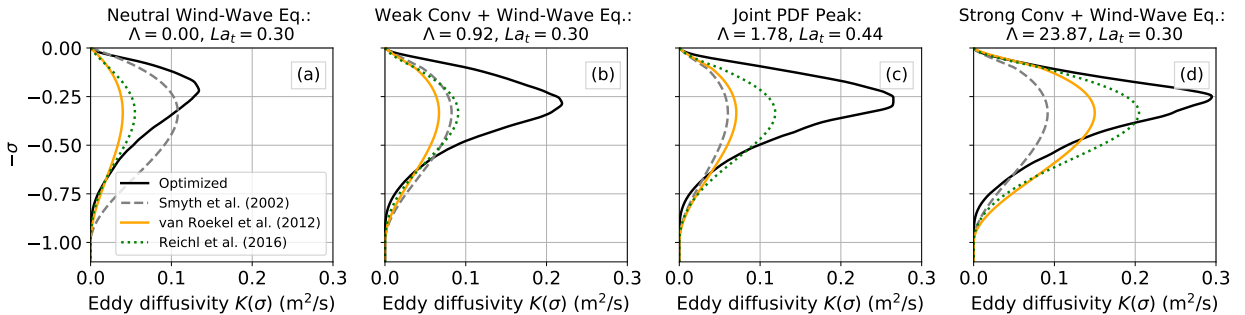 Neutral Wind-Wave Eq.:
Λ = 0.00, La_t = 0.30
Weak Conv + Wind-Wave Eq.:
Λ = 0.92, La_t = 0.30
Joint PDF Peak:
Λ = 1.78, La_t = 0.44
Strong Conv + Wind-Wave Eq.:
Λ = 23.87, La_t = 0.30
(a)
(b)
(c)
(d)
−σ
0.00
−0.25
−0.50
−0.75
−1.00
Optimized
Smyth et al. (2002)
van Roekel et al. (2012)
Reichl et al. (2016)
0.0 0.1 0.2 0.3
0.0 0.1 0.2 0.3
0.0 0.1 0.2 0.3
0.0 0.1 0.2 0.3
Eddy diffusivity K(σ) (m²/s)
Eddy diffusivity K(σ) (m²/s)
Eddy diffusivity K(σ) (m²/s)
Eddy diffusivity K(σ) (m²/s)